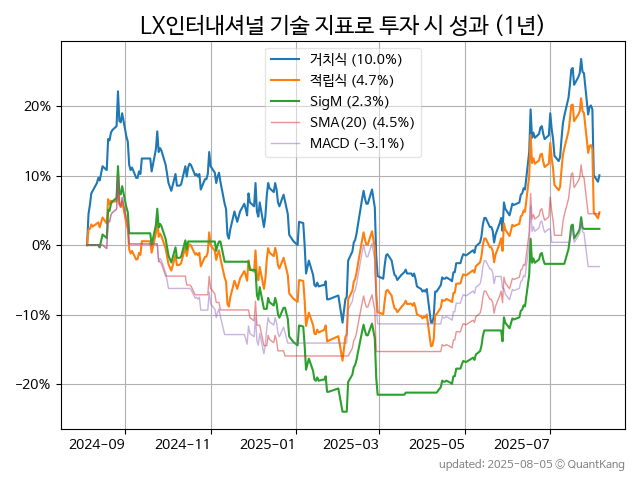 LX인터내셔널 기술 지표로 투자 시 성과 (1년)
거치식 (10.0%)
적립식 (4.7%)
SigM (2.3%)
SMA(20) (4.5%)
MACD (−3.1%)
20%
10%
0%
−10%
−20%
2024-09 2024-11 2025-01 2025-03 2025-05 2025-07
updated: 2025-08-05 © QuantKang